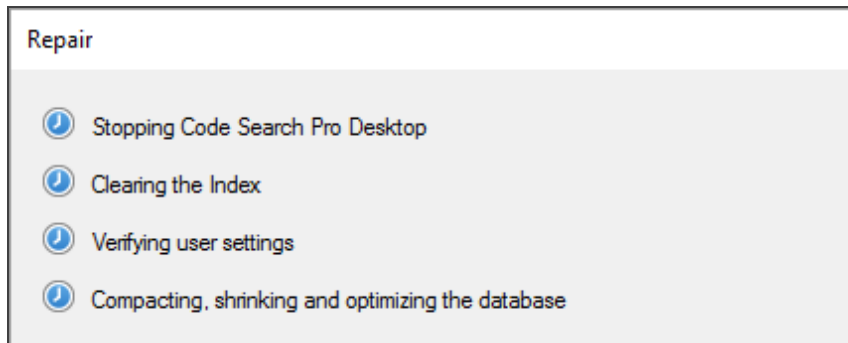 Repair
Stopping Code Search Pro Desktop
Clearing the Index
Verifying user settings
Compacting, shrinking and optimizing the database